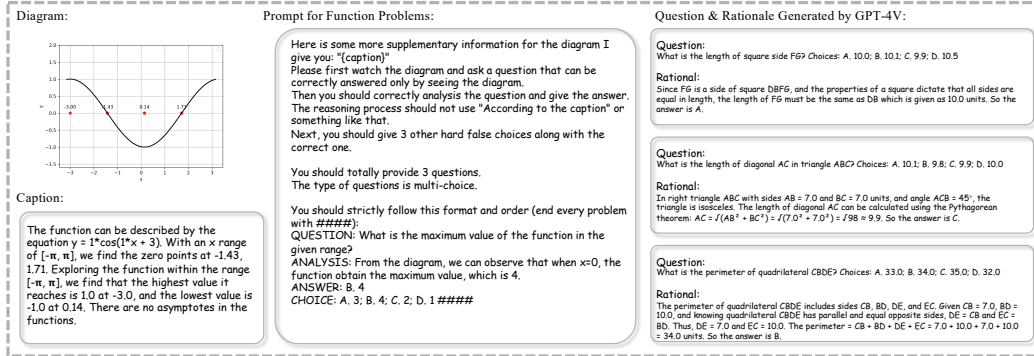 Diagram:
2.0
1.5
1.0
0.5
0.0
-0.5
-1.0
-1.5
y
-3.00
-1.43
0.14
1.71
-3
-2
-1
0
1
2
3
x
Caption:
The function can be described by the
equation y = 1*cos(1*x + 3). With an x range
of [-π, π], we find the zero points at -1.43,
1.71. Exploring the function within the range
[-π, π], we find that the highest value it
reaches is 1.0 at -3.0, and the lowest value is
-1.0 at 0.14. There are no asymptotes in the
functions.
Prompt for Function Problems:
Here is some more supplementary information for the diagram I
give you: "{caption}"
Please first watch the diagram and ask a question that can be
correctly answered only by seeing the diagram.
Then you should correctly analysis the question and give the answer.
The reasoning process should not use "According to the caption" or
something like that.
Next, you should give 3 other hard false choices along with the
correct one.
You should totally provide 3 questions.
The type of questions is multi-choice.
You should strictly follow this format and order (end every problem
with ####):
QUESTION: What is the maximum value of the function in the
given range?
ANALYSIS: From the diagram, we can observe that when x=0, the
function obtain the maximum value, which is 4.
ANSWER: B. 4
CHOICE: A. 3; B. 4; C. 2; D. 1 ####
Question & Rationale Generated by GPT-4V:
Question:
What is the length of square side FG? Choices: A. 10.0; B. 10.1; C. 9.9; D. 10.5
Rational:
Since FG is a side of square DBFG, and the properties of a square dictate that all sides are
equal in length, the length of FG must be the same as DB which is given as 10.0 units. So the
answer is A.
Question:
What is the length of diagonal AC in triangle ABC? Choices: A. 10.1; B. 9.8; C. 9.9; D. 10.0
Rational:
In right triangle ABC with sides AB = 7.0 and BC = 7.0 units, and angle ACB = 45°, the
triangle is isosceles. The length of diagonal AC can be calculated using the Pythagorean
theorem: AC = √(AB² + BC²) = √(7.0² + 7.0²) = √98 ≈ 9.9. So the answer is C.
Question:
What is the perimeter of quadrilateral CBDE? Choices: A. 33.0; B. 34.0; C. 35.0; D. 32.0
Rational:
The perimeter of quadrilateral CBDE includes sides CB, BD, DE, and EC. Given CB = 7.0, BD =
10.0, and knowing quadrilateral CBDE has parallel and equal opposite sides, DE = CB and EC =
BD. Thus, DE = 7.0 and EC = 10.0. The perimeter = CB + BD + DE + EC = 7.0 + 10.0 + 7.0 + 10.0
= 34.0 units. So the answer is B.